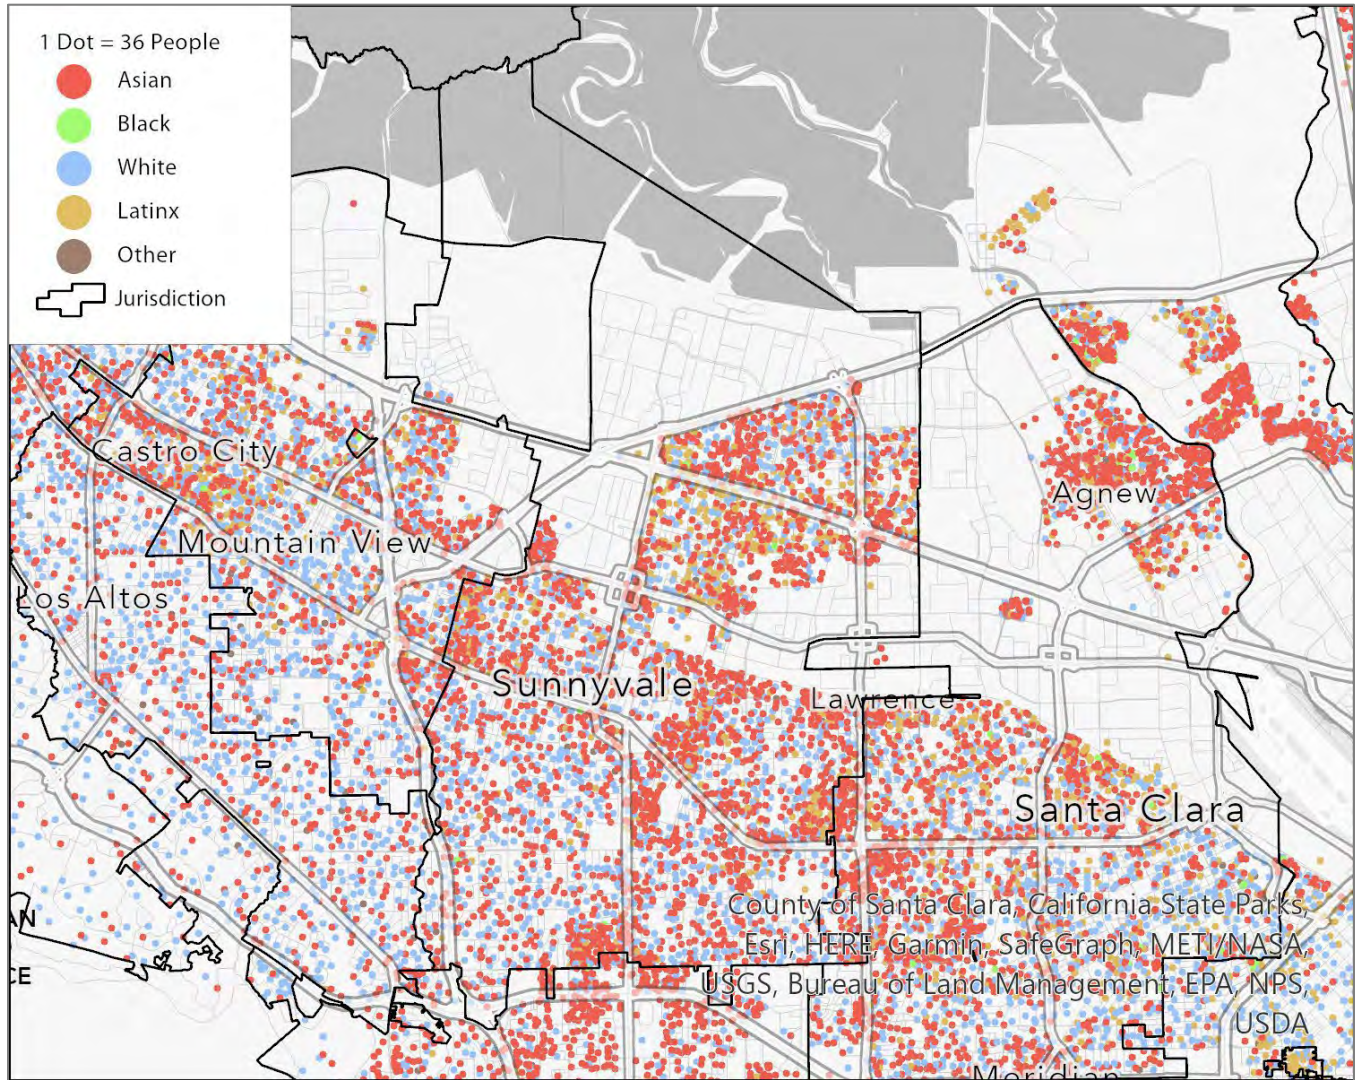 1 Dot = 36 People
Asian
Black
White
Latinx
Other
Jurisdiction
Castro City
Agnew
Mountain View
Los Altos
Sunnyvale
Lawrence
Santa Clara
County of Santa Clara, California State Parks,
AN
Esri, HERE, Garmin, SafeGraph, METI/NASA,
CE
USGS, Bureau of Land Management, EPA, NPS,
USDA
Meridian